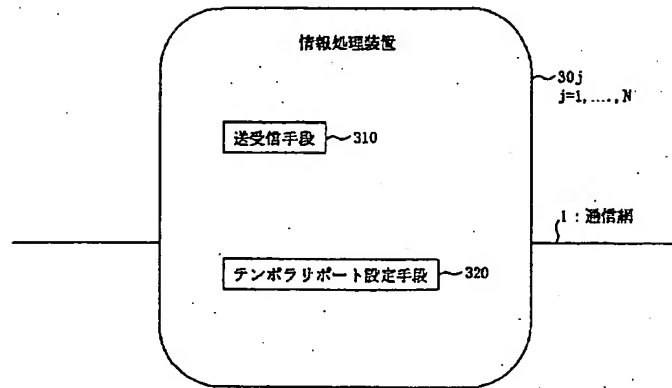 情報処理装置
30j
j=1,....,N
送受信手段
310
1:通信網
テンポラリポート設定手段
320